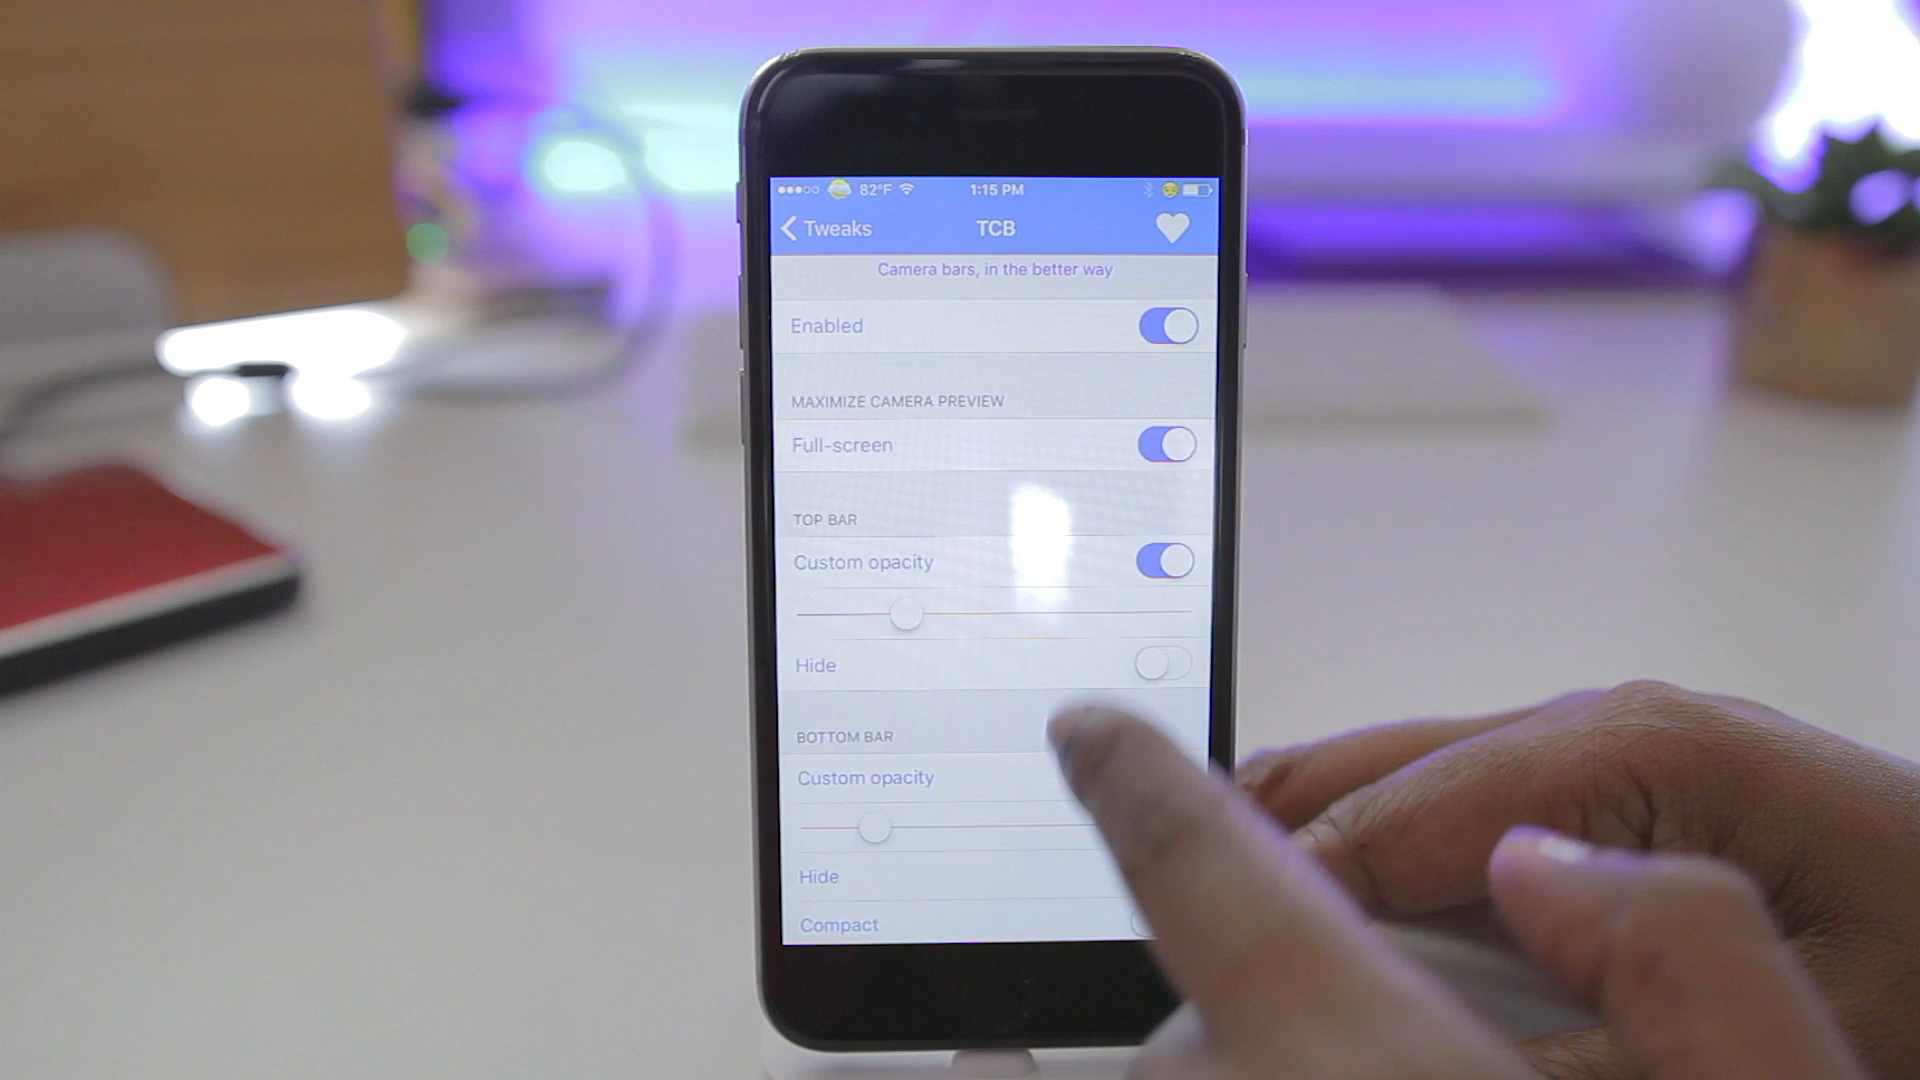 82°F 1:15 PM
Tweaks TCB
Camera bars, in the better way
Enabled
MAXIMIZE CAMERA PREVIEW
Full-screen
TOP BAR
Custom opacity
Hide
BOTTOM BAR
Custom opacity
Hide
Compact